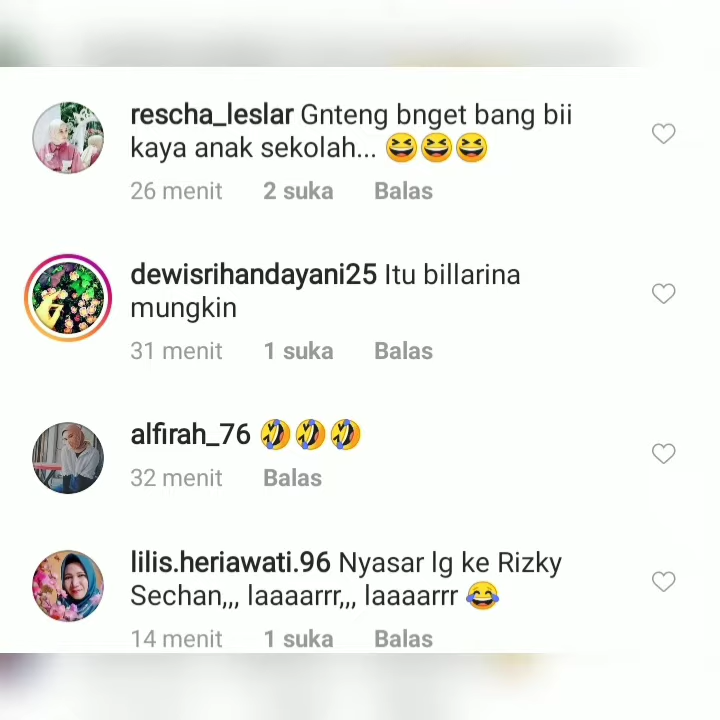 rescha_leslar Gnteng bnget bang bii
kaya anak sekolah... 😆😆😆
26 menit 2 suka Balas
dewisrihandayani25 Itu billarina
mungkin
31 menit 1 suka Balas
alfirah_76 🤣🤣🤣
32 menit Balas
lilis.heriawati.96 Nyasar lg ke Rizky
Sechan,,, laaaarrr,,, laaaarrr 😂
14 menit 1 suka Balas